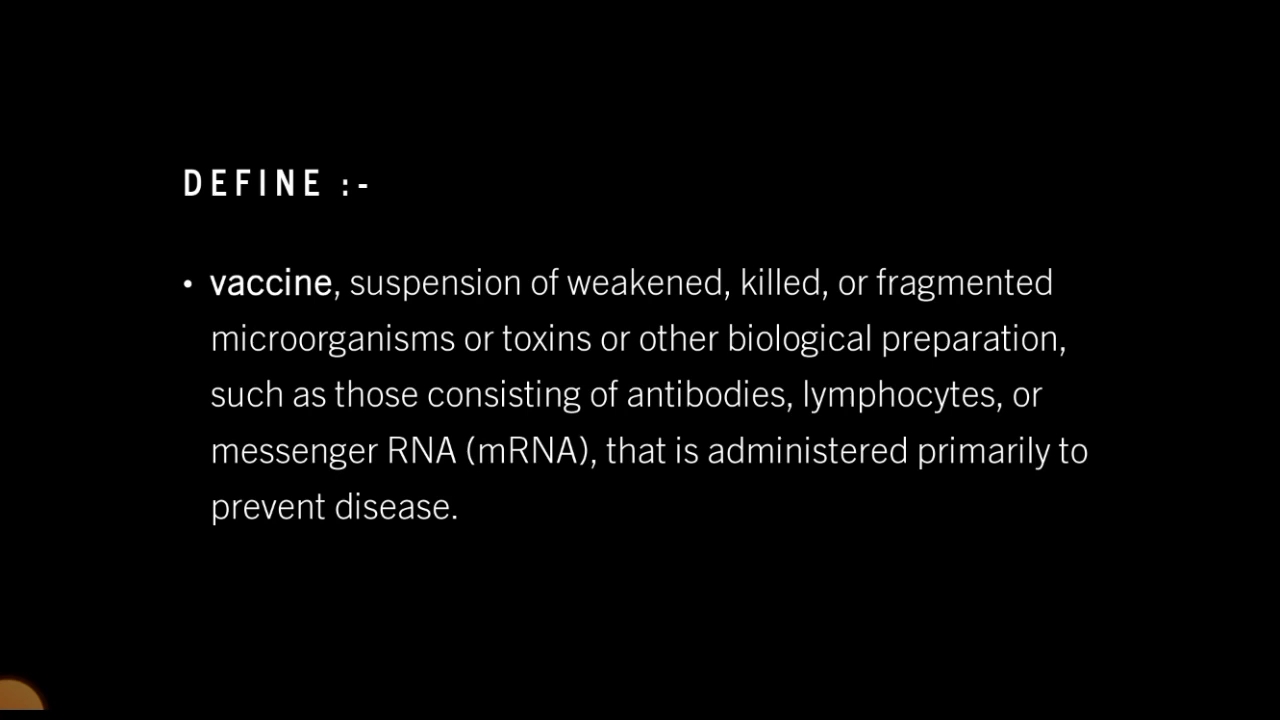 DEFINE :-
• vaccine, suspension of weakened, killed, or fragmented
microorganisms or toxins or other biological preparation,
such as those consisting of antibodies, lymphocytes, or
messenger RNA (mRNA), that is administered primarily to
prevent disease.